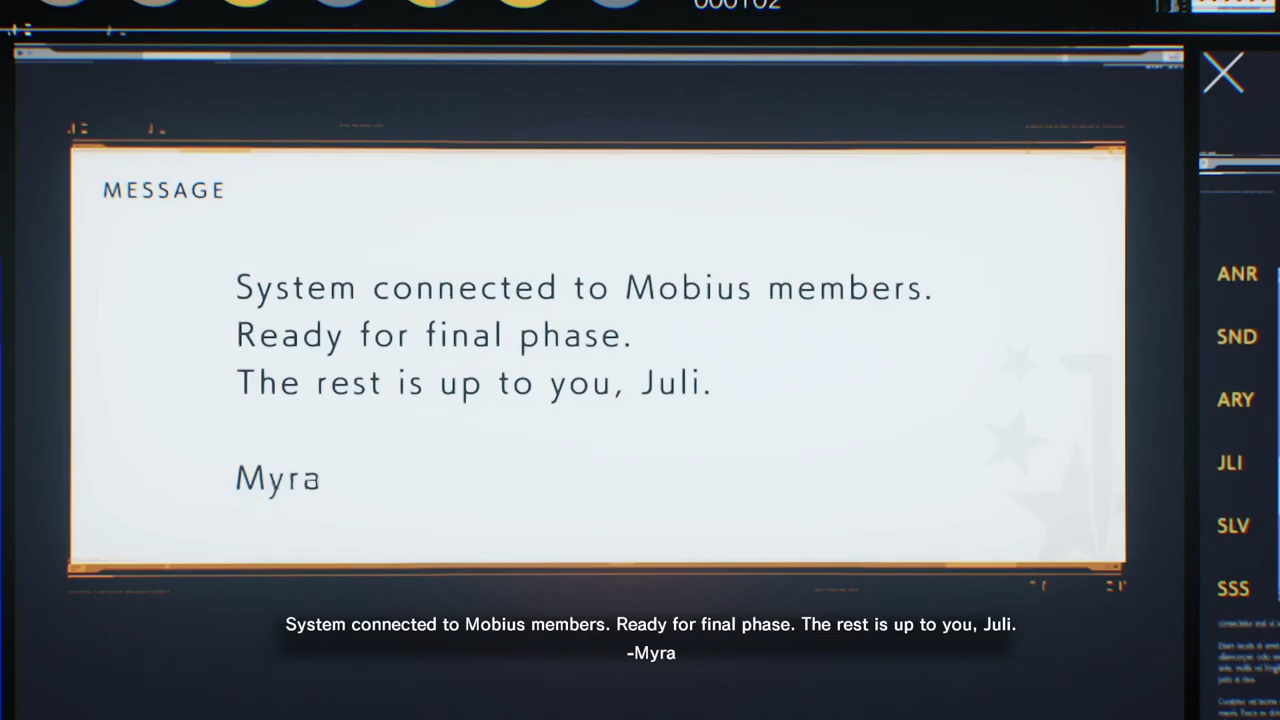 000102
MESSAGE
System connected to Mobius members.
Ready for final phase.
The rest is up to you, Juli.
Myra
ANR
SND
ARY
JLI
SLV
SSS
System connected to Mobius members. Ready for final phase. The rest is up to you, Juli.
-Myra